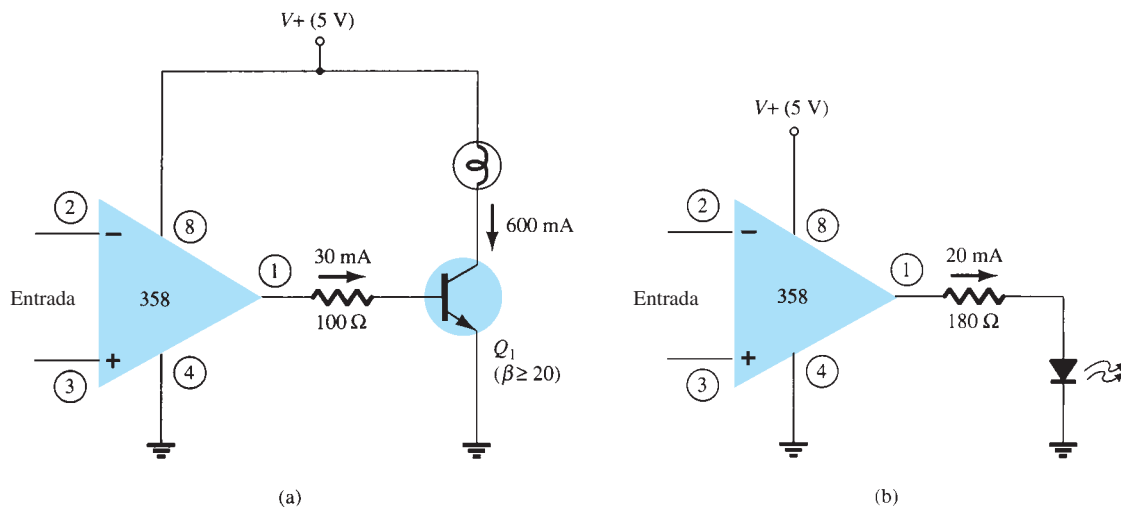 V+ (5 V)
2
−
8
Entrada
358
1
30 mA
100 Ω
600 mA
Q1
(β ≥ 20)
+
3
4
(a)
V+ (5 V)
2
−
8
Entrada
358
1
20 mA
180 Ω
+
3
4
(b)